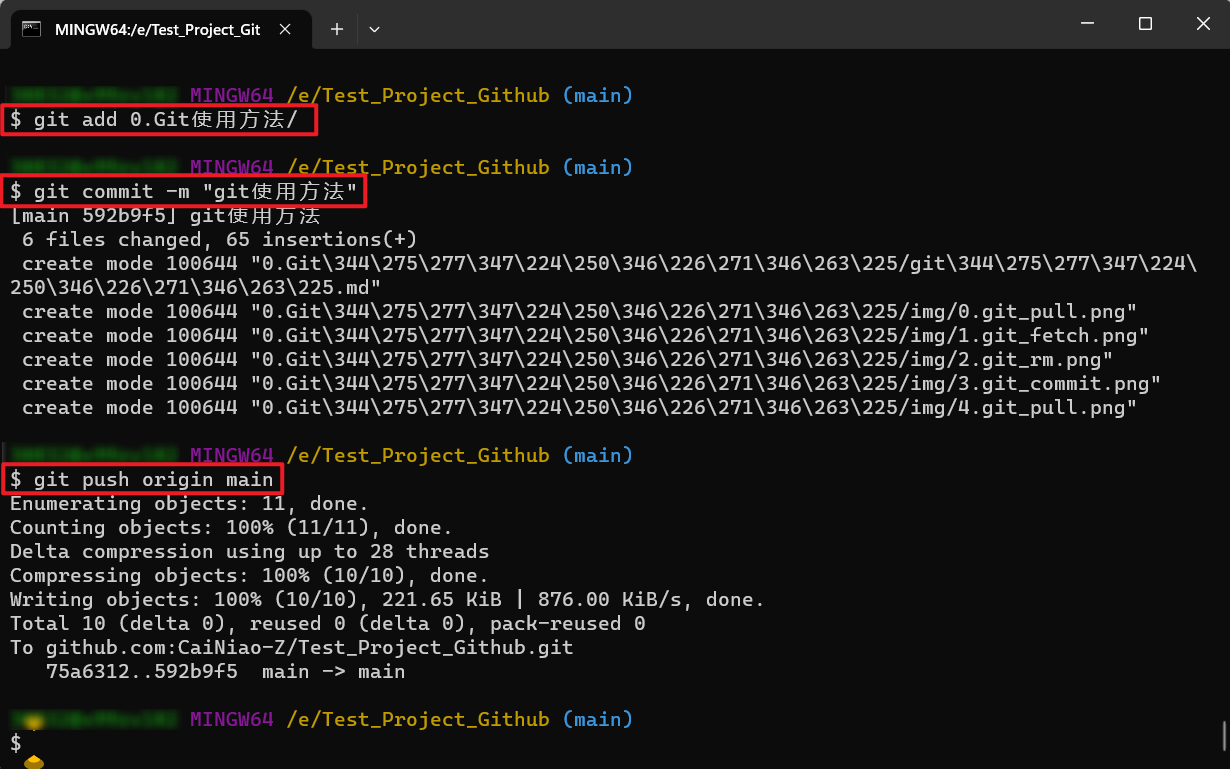 MINGW64:/e/Test_Project_Git
MINGW64 /e/Test_Project_Github (main)
$ git add 0.Git使用方法/
MINGW64 /e/Test_Project_Github (main)
$ git commit -m "git使用方法"
[main 592b9f5] git使用方法
6 files changed, 65 insertions(+)
create mode 100644 "0.Git\344\275\277\347\224\250\346\226\271\346\263\225/git\344\275\277\347\224\
250\346\226\271\346\263\225.md"
create mode 100644 "0.Git\344\275\277\347\224\250\346\226\271\346\263\225/img/0.git_pull.png"
create mode 100644 "0.Git\344\275\277\347\224\250\346\226\271\346\263\225/img/1.git_fetch.png"
create mode 100644 "0.Git\344\275\277\347\224\250\346\226\271\346\263\225/img/2.git_rm.png"
create mode 100644 "0.Git\344\275\277\347\224\250\346\226\271\346\263\225/img/3.git_commit.png"
create mode 100644 "0.Git\344\275\277\347\224\250\346\226\271\346\263\225/img/4.git_pull.png"
MINGW64 /e/Test_Project_Github (main)
$ git push origin main
Enumerating objects: 11, done.
Counting objects: 100% (11/11), done.
Delta compression using up to 28 threads
Compressing objects: 100% (10/10), done.
Writing objects: 100% (10/10), 221.65 KiB | 876.00 KiB/s, done.
Total 10 (delta 0), reused 0 (delta 0), pack-reused 0
To github.com:CaiNiao-Z/Test_Project_Github.git
75a6312..592b9f5  main -> main
MINGW64 /e/Test_Project_Github (main)
$